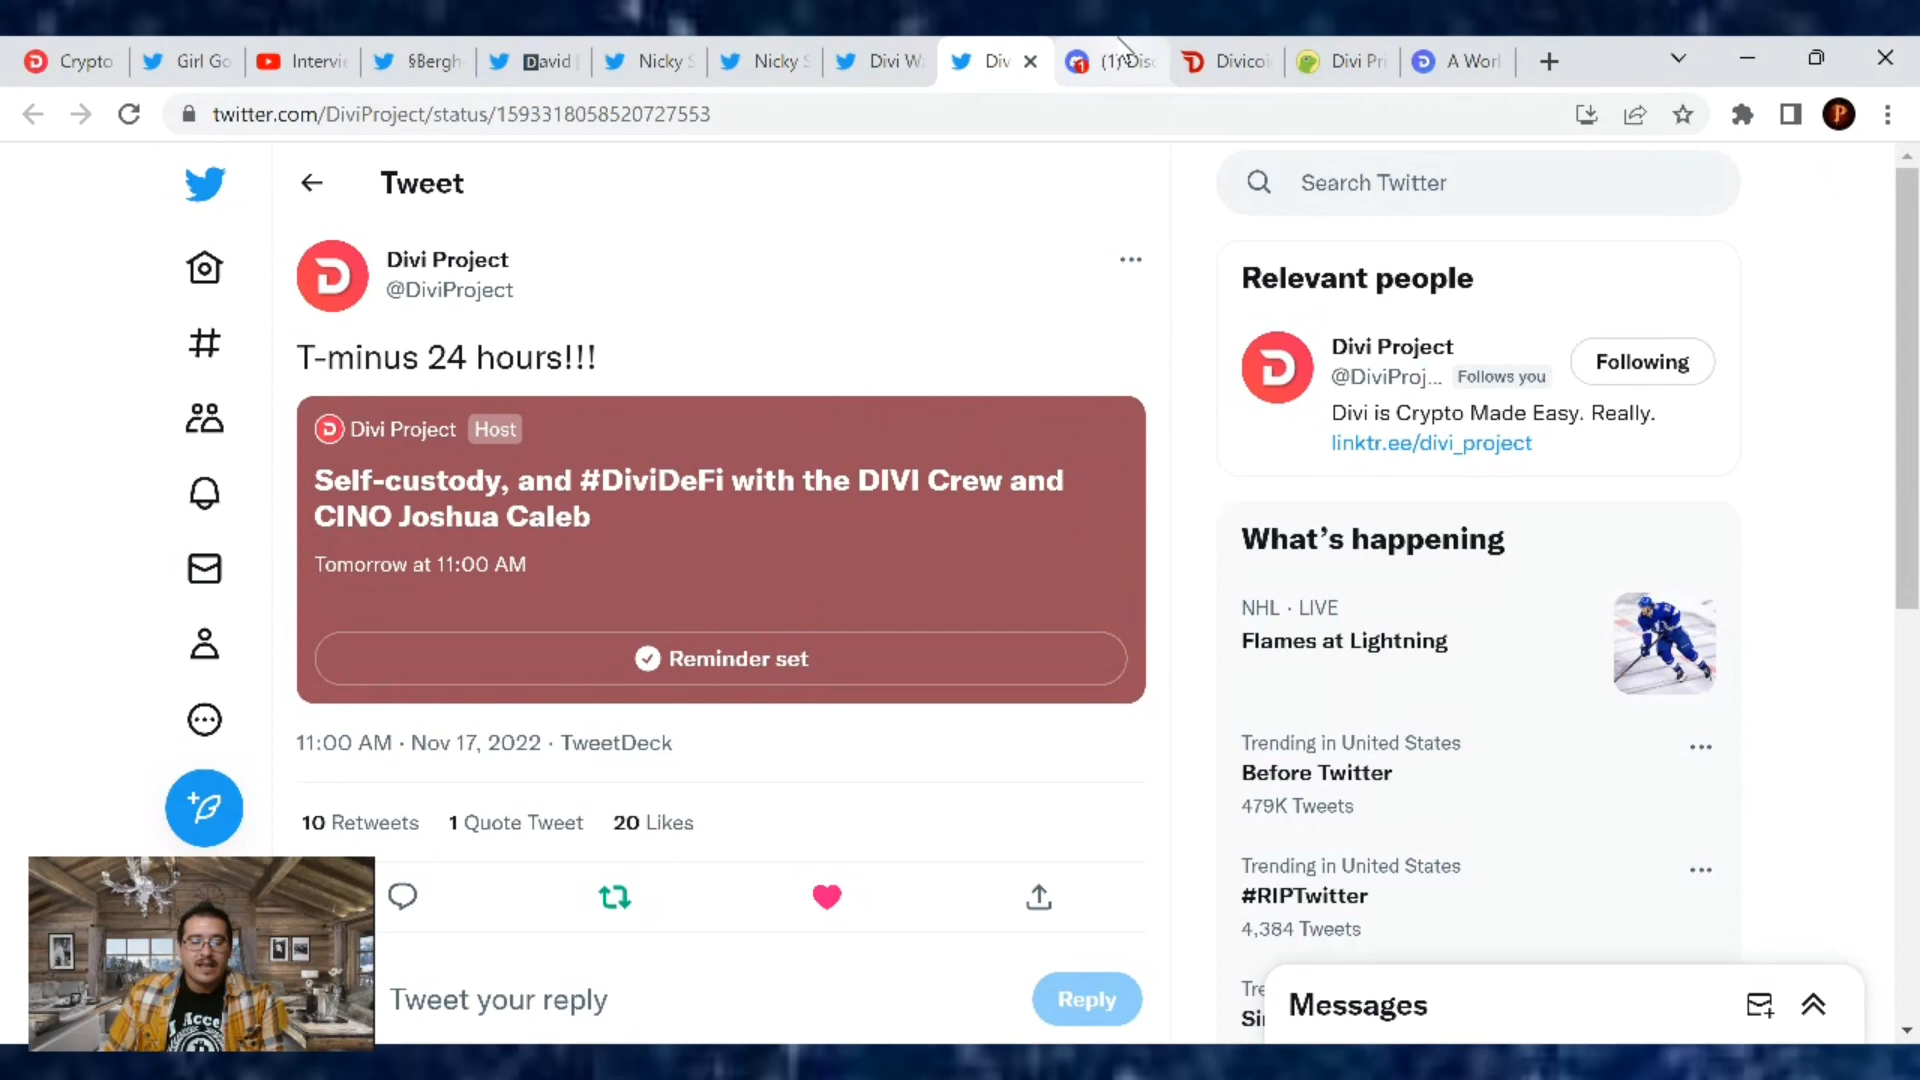 Crypto
Girl Go
Intervie
§Bergh
David
Nicky S
Nicky S
Divi W
Div
(1) Disc
Divicoi
Divi Pri
A Worl
twitter.com/DiviProject/status/1593318058520727553
Tweet
Search Twitter
Divi Project
@DiviProject
T-minus 24 hours!!!
Divi Project Host
Self-custody, and #DiviDeFi with the DIVI Crew and
CINO Joshua Caleb
Tomorrow at 11:00 AM
Reminder set
11:00 AM · Nov 17, 2022 · TweetDeck
10 Retweets 1 Quote Tweet 20 Likes
Tweet your reply
Reply
Relevant people
Divi Project
@DiviProj... Follows you
Following
Divi is Crypto Made Easy. Really.
linktr.ee/divi_project
What's happening
NHL · LIVE
Flames at Lightning
Trending in United States
Before Twitter
479K Tweets
Trending in United States
#RIPTwitter
4,384 Tweets
Messages